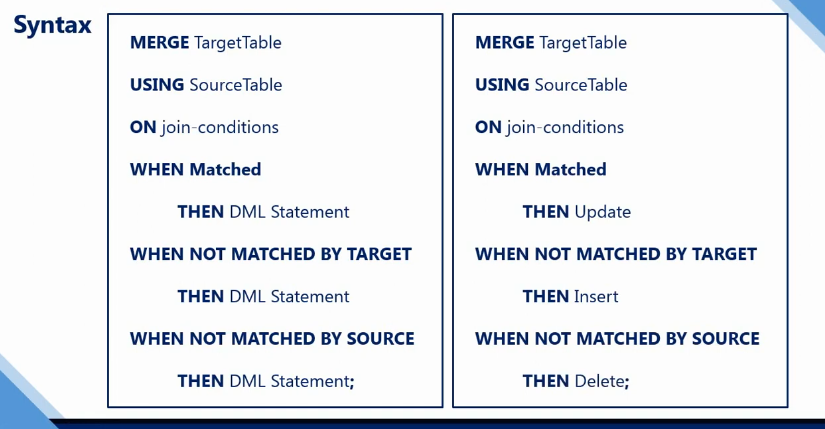 Syntax
MERGE TargetTable
USING SourceTable
ON join-conditions
WHEN Matched
THEN DML Statement
WHEN NOT MATCHED BY TARGET
THEN DML Statement
WHEN NOT MATCHED BY SOURCE
THEN DML Statement;
MERGE TargetTable
USING SourceTable
ON join-conditions
WHEN Matched
THEN Update
WHEN NOT MATCHED BY TARGET
THEN Insert
WHEN NOT MATCHED BY SOURCE
THEN Delete;